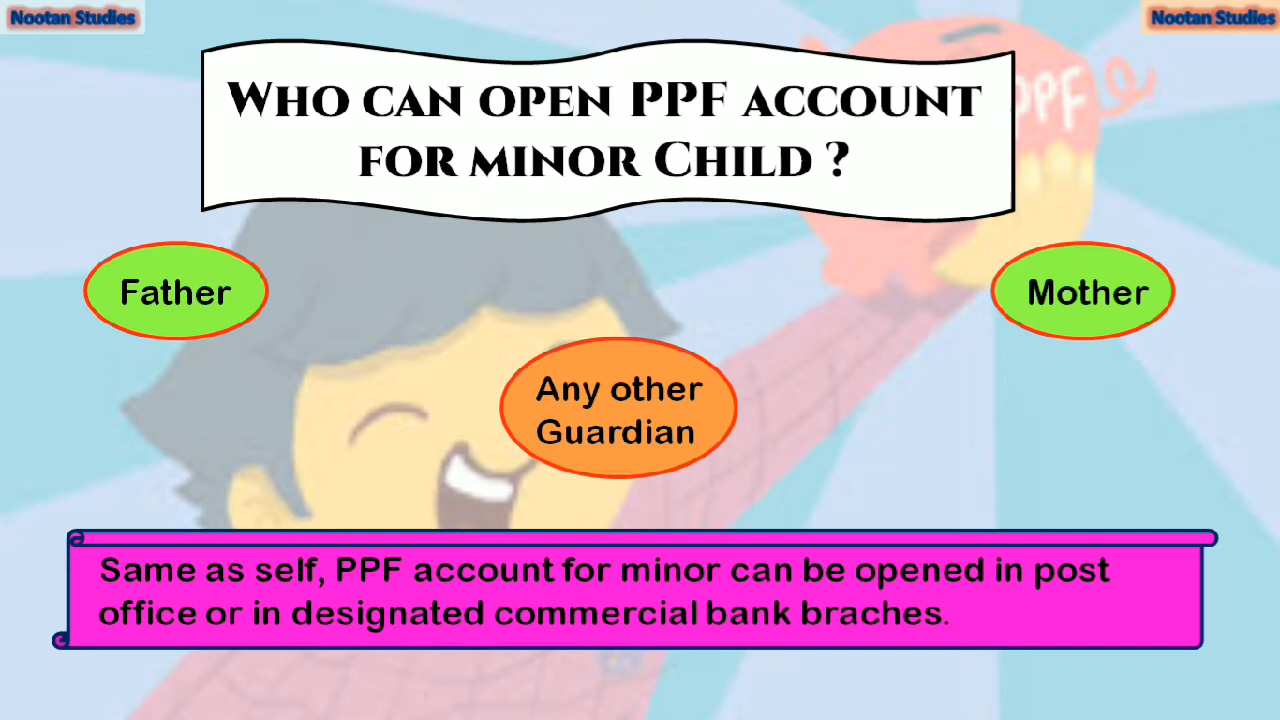 Nootan Studies
Nootan Studies
WHO CAN OPEN PPF ACCOUNT
FOR MINOR CHILD ?
PPF
Father
Mother
Any other
Guardian
Same as self, PPF account for minor can be opened in post
office or in designated commercial bank braches.